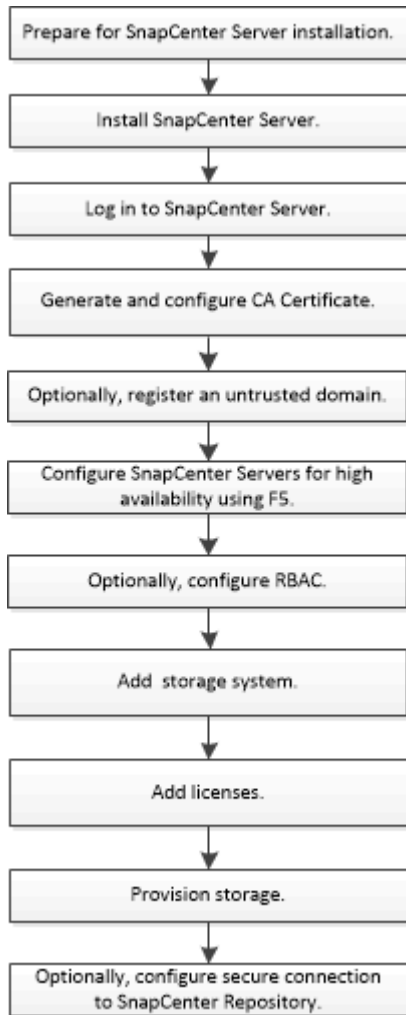 Prepare for SnapCenter Server installation.
Install SnapCenter Server.
Log in to SnapCenter Server.
Generate and configure CA Certificate.
Optionally, register an untrusted domain.
Configure SnapCenter Servers for high
availability using F5.
Optionally, configure RBAC.
Add storage system.
Add licenses.
Provision storage.
Optionally, configure secure connection
to SnapCenter Repository.